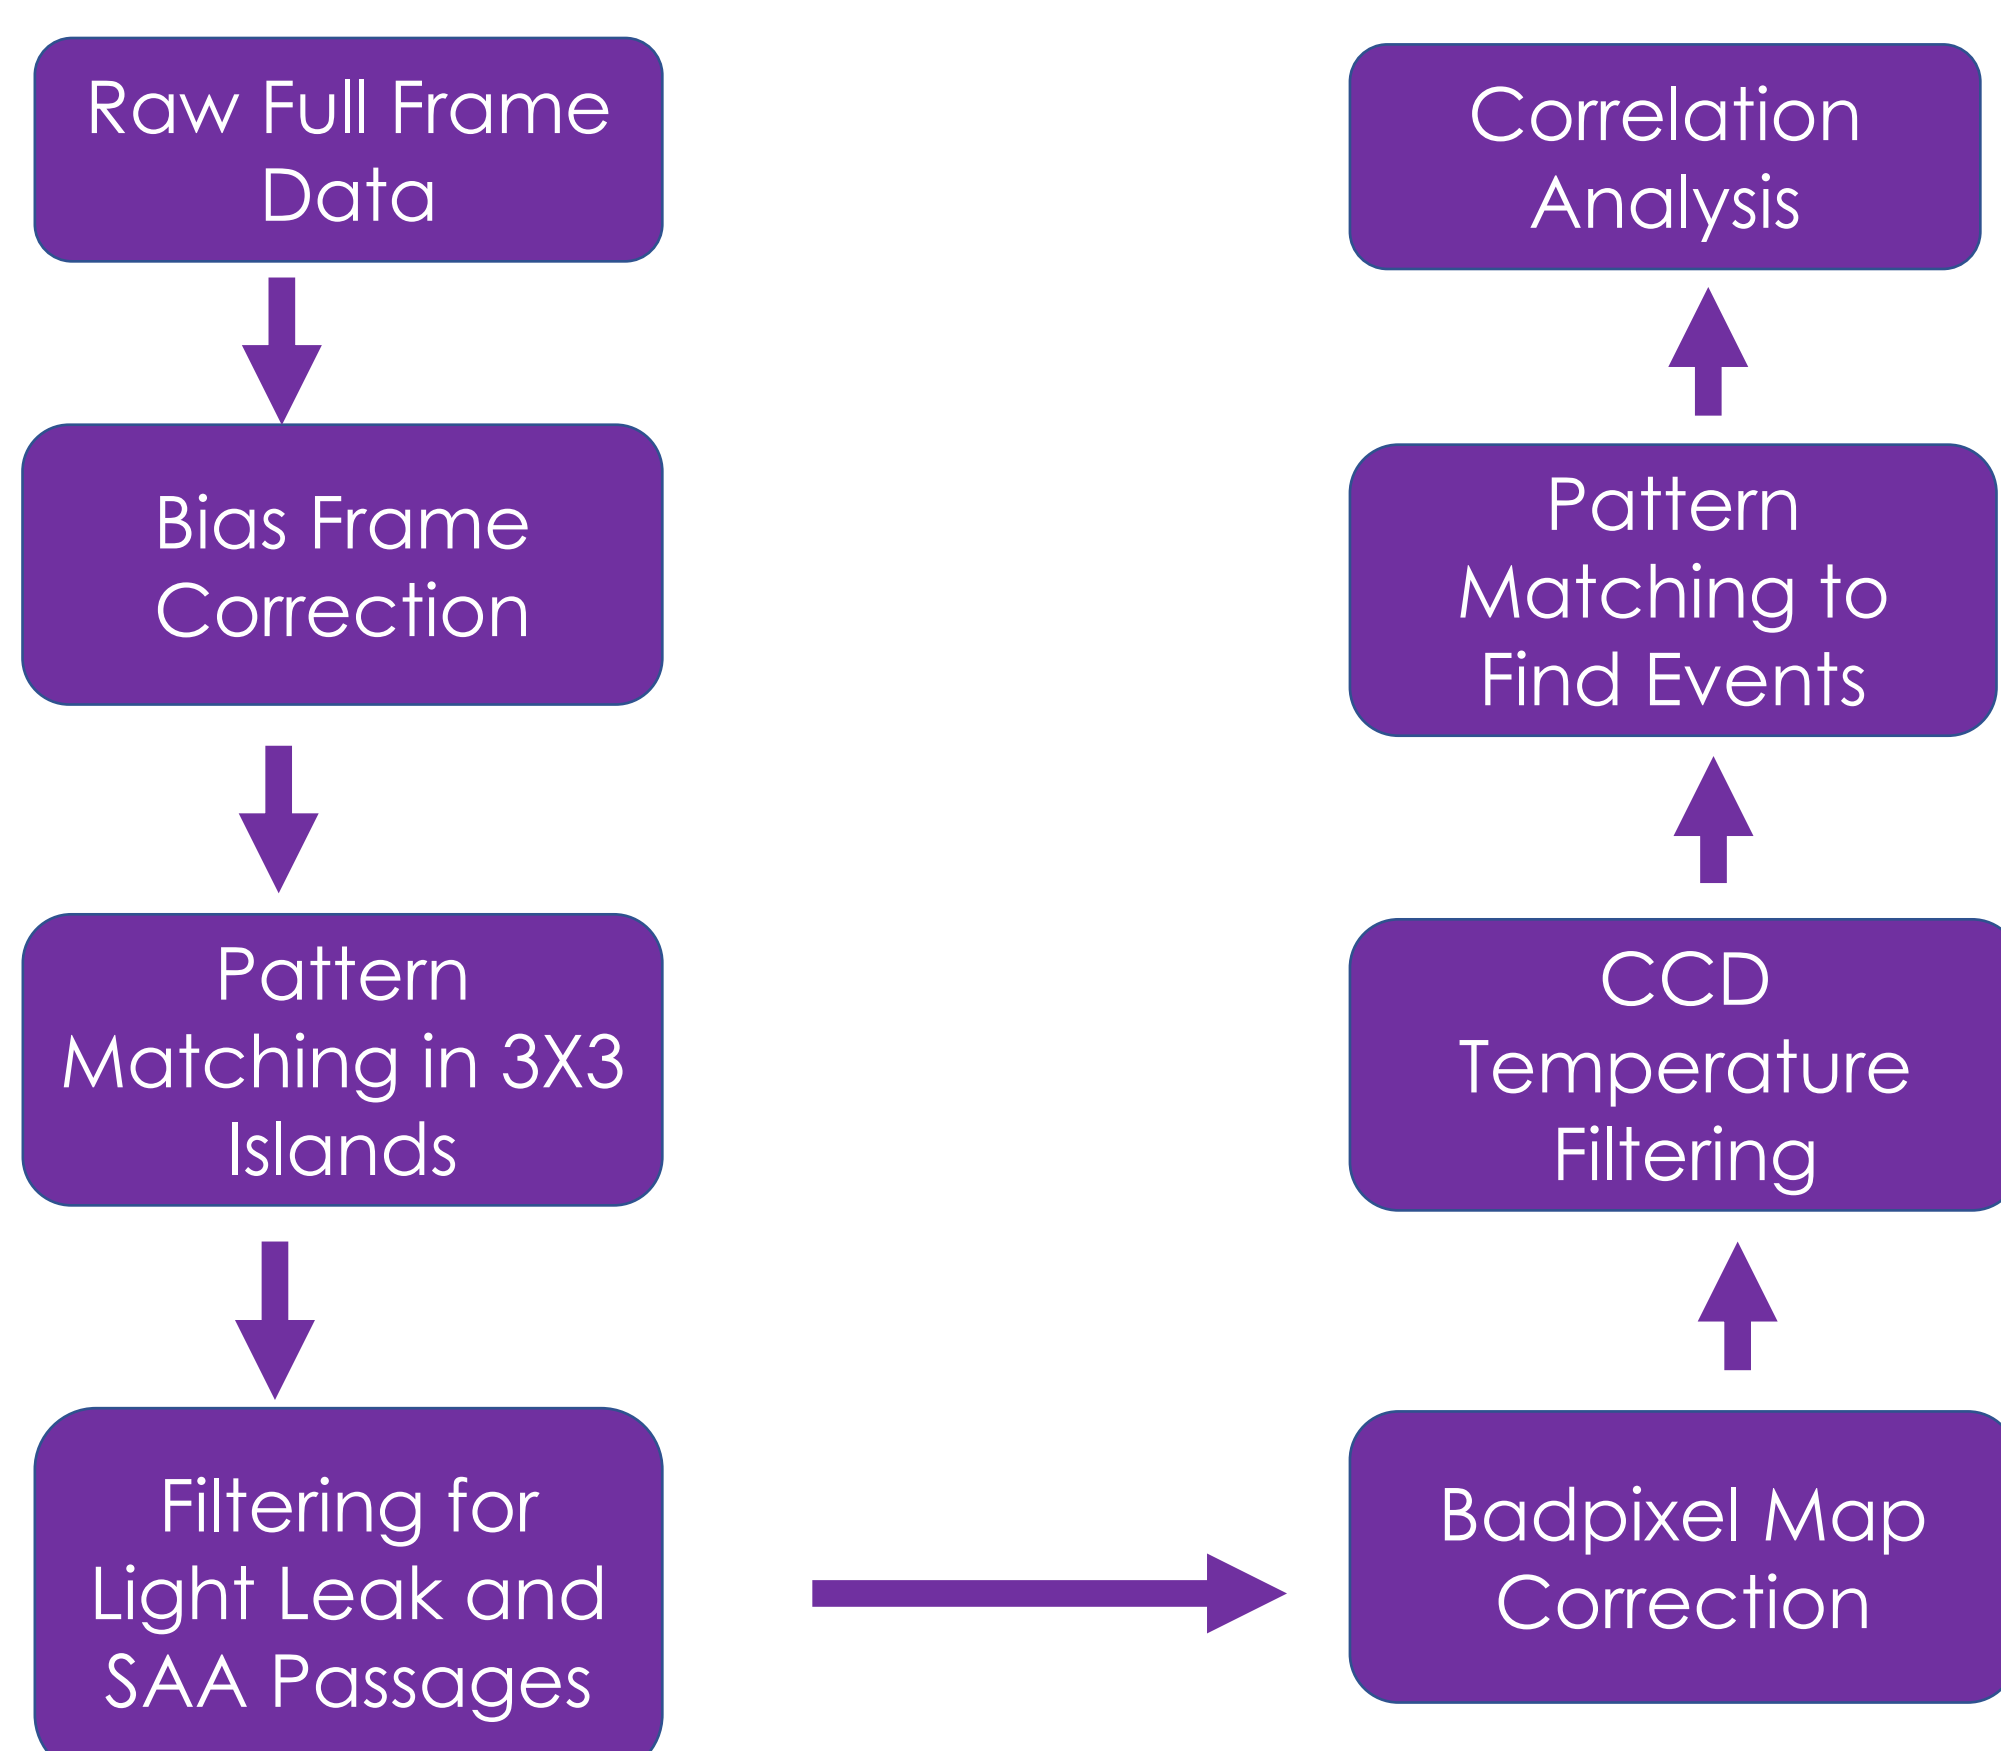 Raw Full Frame
Data
Bias Frame
Correction
Pattern
Matching in 3X3
Islands
Filtering for
Light Leak and
SAA Passages
Badpixel Map
Correction
CCD
Temperature
Filtering
Pattern
Matching to
Find Events
Correlation
Analysis